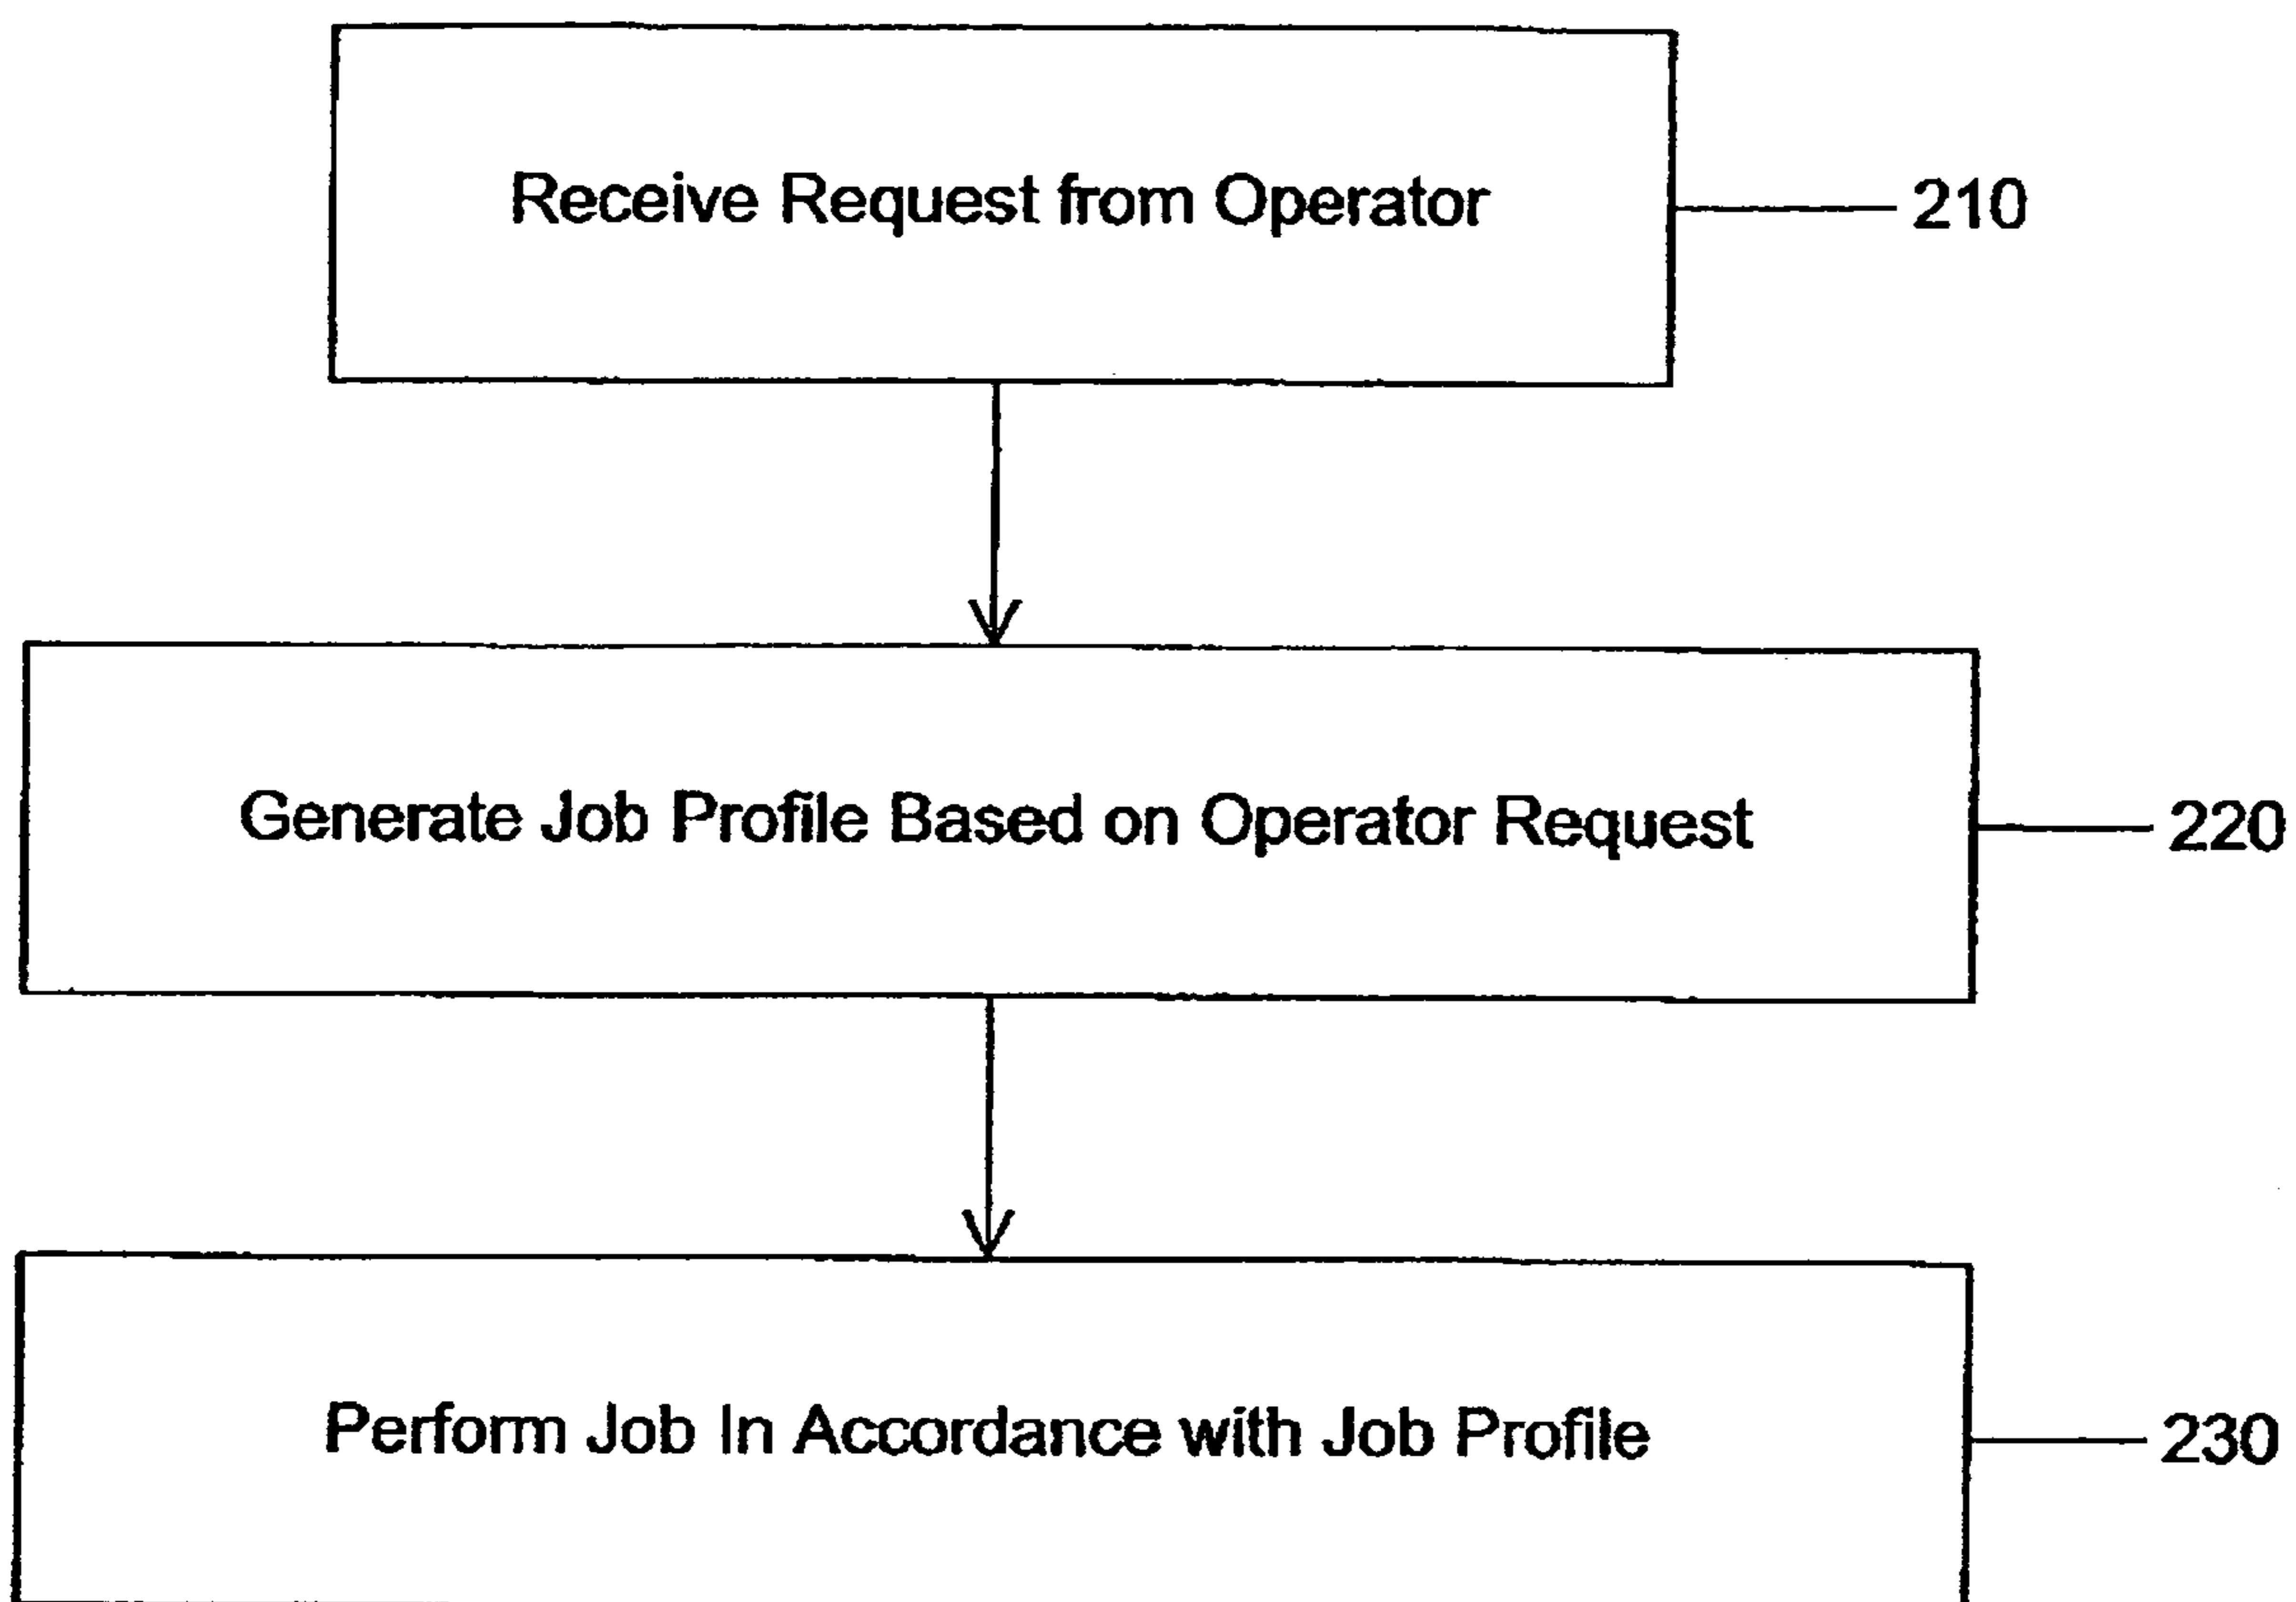 Receive Request from Operator
210
Generate Job Profile Based on Operator Request
220
Perform Job In Accordance with Job Profile
230